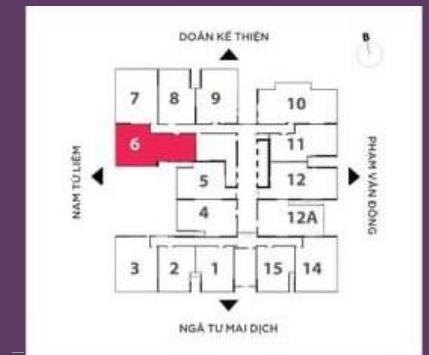 DOÃN KẾ THIỆN
B
7 8 9 10
6 11
NAM TỪ LIÊM
PHẠM VĂN ĐỒNG
5 12
4 12A
3 2 1 15 14
NGÃ TƯ MAI DỊCH